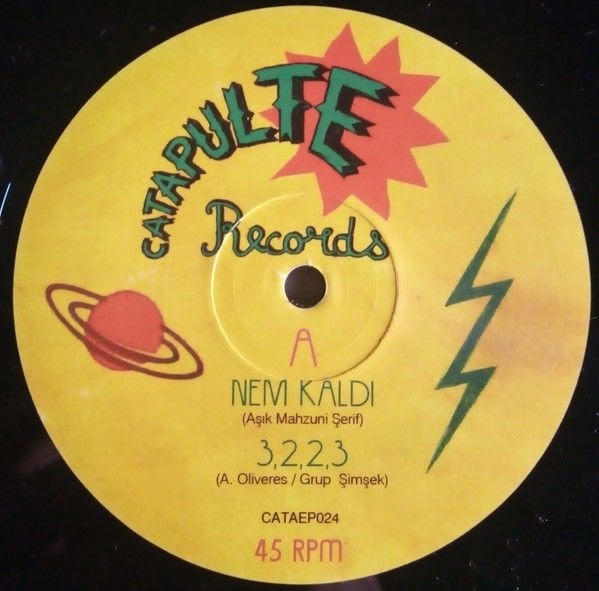 CATAPULTE
Records
A
NEM KALDI
(Aşık Mahzuni Şerif)
3,2,2,3
(A. Oliveres / Grup Şimşek)
CATAEP024
45 RPM